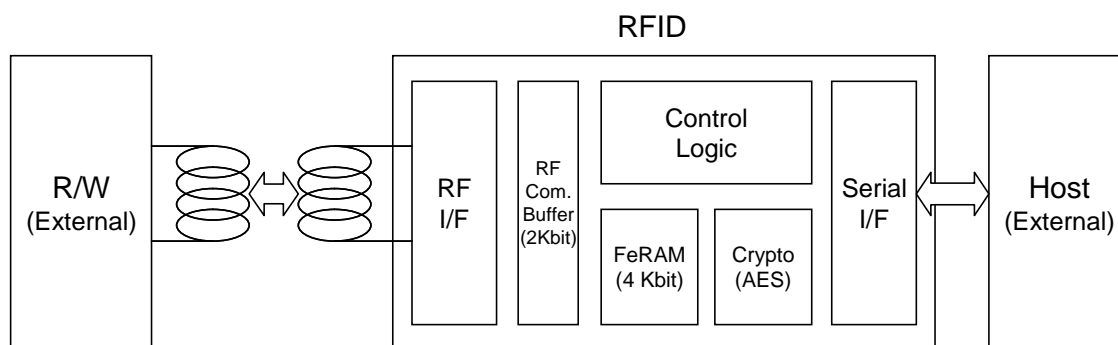 RFID
R/W
(External)
RF
I/F
RF
Com.
Buffer
(2Kbit)
Control
Logic
FeRAM
(4 Kbit)
Crypto
(AES)
Serial
I/F
Host
(External)